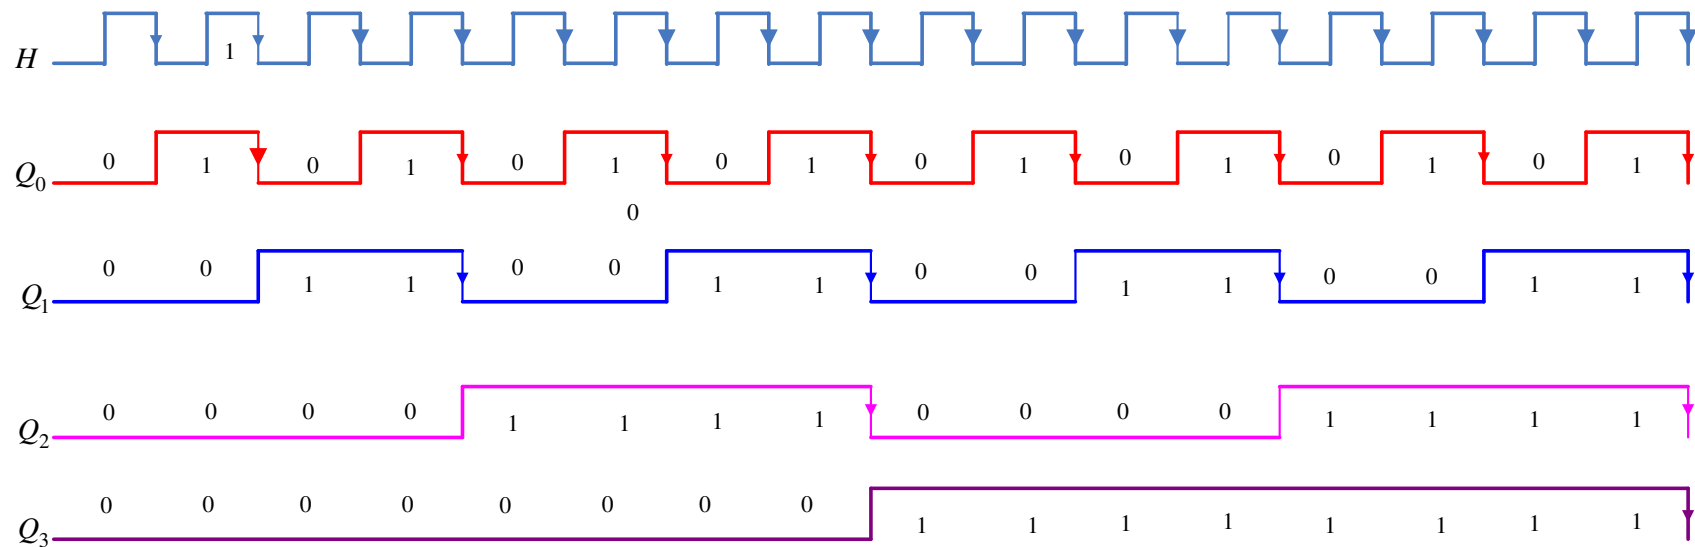 H 1
Q0 0 1 0 1 0 1 0 1 0 1 0 1 0 1 0 1
0
Q1 0 0 1 1 0 0 1 1 0 0 1 1 0 0 1 1
Q2 0 0 0 0 1 1 1 1 0 0 0 0 1 1 1 1
Q3 0 0 0 0 0 0 0 0 1 1 1 1 1 1 1 1